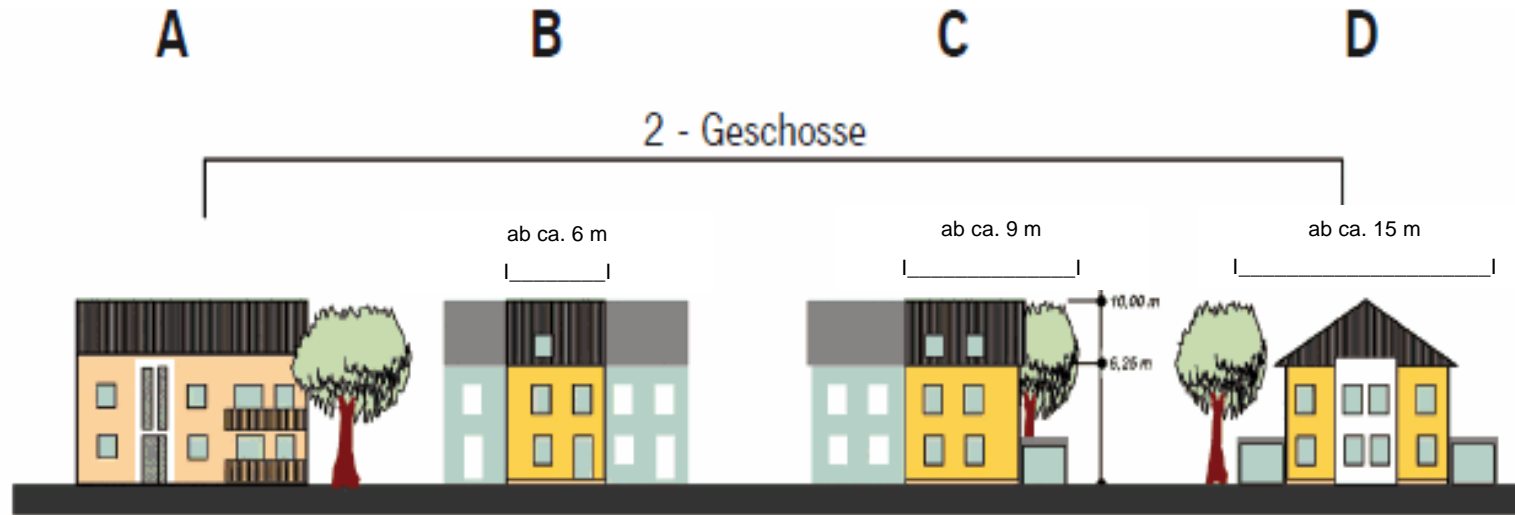 A B C D
2 - Geschosse
ab ca. 6 m
ab ca. 9 m
ab ca. 15 m
10,00 m
6,25 m